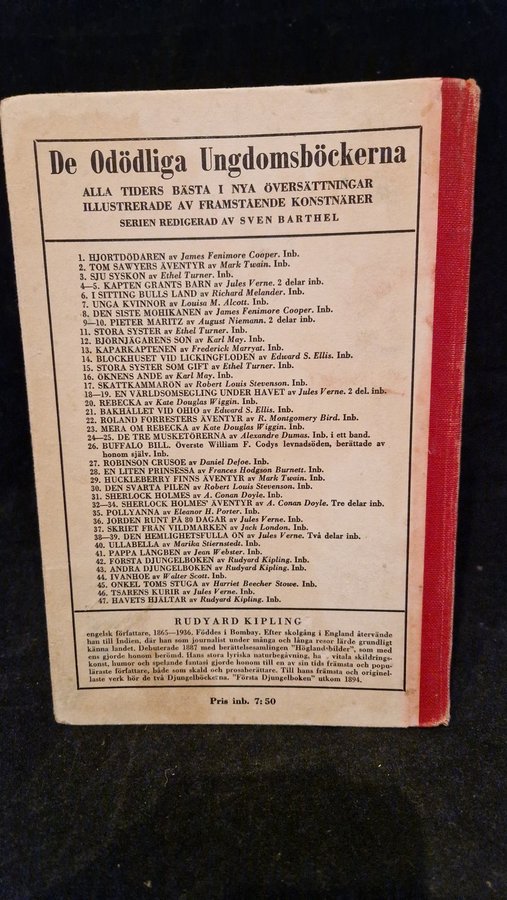 De Odödliga Ungdomsböckerna
ALLA TIDERS BÄSTA I NYA ÖVERSÄTTNINGAR
ILLUSTRERADE AV FRAMSTÅENDE KONSTNÄRER
SERIEN REDIGERAD AV SVEN BARTHEL
1. HJORTDÖDAREN av James Fenimore Cooper. Inb.
2. TOM SAWYERS ÄVENTYR av Mark Twain. Inb.
3. SJU SYSKON av Ethel Turner. Inb.
4—5. KAPTEN GRANTS BARN av Jules Verne. 2 delar inb.
6. I SITTING BULLS LAND av Richard Melander. Inb.
7. UNGA KVINNOR av Louisa M. Alcott. Inb.
8. DEN SISTE MOHIKANEN av James Fenimore Cooper. Inb.
9—10. PIETER MARITZ av August Niemann. 2 delar inb.
11. STORA SYSTER av Ethel Turner. Inb.
12. BJÖRNJÄGARENS SON av Karl May. Inb.
13. KAPARKAPTENEN av Frederick Marryat. Inb.
14. BLOCKHUSET VID LICKINGFLODEN av Edward S. Ellis. Inb.
15. STORA SYSTER SOM GIFT av Ethel Turner. Inb.
16. ÖKNENS ANDE av Karl May. Inb.
17. SKATTKAMMARÖN av Robert Louis Stevenson. Inb.
18—19. EN VÄRLDSOMSEGLING UNDER HAVET av Jules Verne. 2 del. inb.
20. REBECKA av Kate Douglas Wiggin. Inb.
21. BAKHÅLLET VID OHIO av Edward S. Ellis. Inb.
22. ROLAND FORRESTERS ÄVENTYR av R. Montgomery Bird. Inb.
23. MERA OM REBECKA av Kate Douglas Wiggin. Inb.
24—25. DE TRE MUSKETÖRERNA av Alexandre Dumas. Inb. i ett band.
26. BUFFALO BILL. Överste William F. Codys levnadsöden, berättade av
honom själv. Inb.
27. ROBINSON CRUSOE av Daniel Defoe. Inb.
28. EN LITEN PRINSESSA av Frances Hodgson Burnett. Inb.
29. HUCKLEBERRY FINNS ÄVENTYR av Mark Twain. Inb.
30. DEN SVARTA PILEN av Robert Louis Stevenson. Inb.
31. SHERLOCK HOLMES av A. Conan Doyle. Inb.
32—34. SHERLOCK HOLMES' ÄVENTYR av A. Conan Doyle. Tre delar inb.
35. POLLYANNA av Eleanor H. Porter. Inb.
36. JORDEN RUNT PÅ 80 DAGAR av Jules Verne. Inb.
37. SKRIET FRÅN VILDMARKEN av Jack London. Inb.
38—39. DEN HEMLIGHETSFULLA ÖN av Jules Verne. Två delar inb.
40. ULLABELLA av Marika Stiernstedt. Inb.
41. PAPPA LÅNGBEN av Jean Webster. Inb.
42. FÖRSTA DJUNGELBOKEN av Rudyard Kipling. Inb.
43. ANDRA DJUNGELBOKEN av Rudyard Kipling. Inb.
44. IVANHOE av Walter Scott. Inb.
45. ONKEL TOMS STUGA av Harriet Beecher Stowe. Inb.
46. TSARENS KURIR av Jules Verne. Inb.
47. HAVETS HJÄLTAR av Rudyard Kipling. Inb.
RUDYARD KIPLING
engelsk författare, 1865—1936. Föddes i Bombay. Efter skolgång i England återvände
han till Indien, där han som journalist under många och långa resor lärde grundligt
känna landet. Debuterade 1887 med berättelsesamlingen "Höglandsbilder", som med
ens gjorde honom berömd. Hans stora lyriska naturbegåvning, ha vitala skildrings-
konst, humor och spelande fantasi gjorde honom till en av sin tids främsta och popu-
läraste författare, både som skald och prosaberättare. Till hans främsta och originel-
laste verk hör de två Djungelböckerna. "Första Djungelboken" utkom 1894.
Pris inb. 7:50